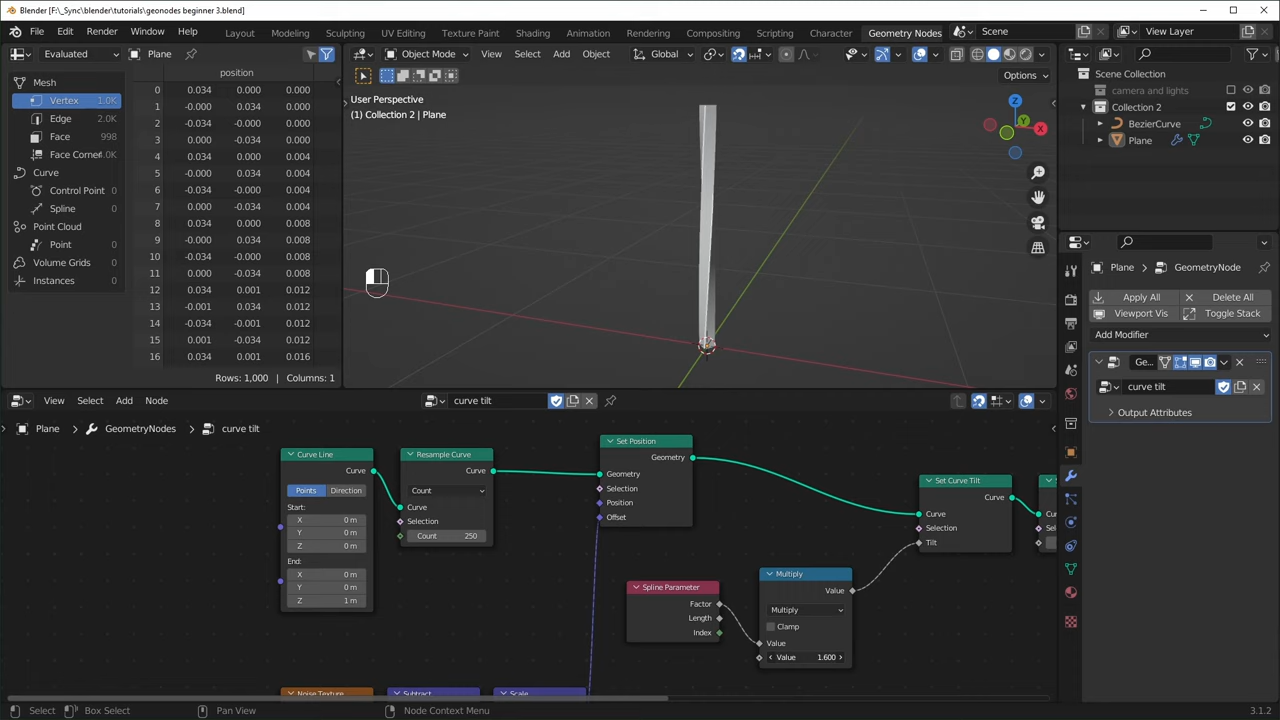 Blender [F:\_Sync\blender\tutorials\geonodes beginner 3.blend]
File Edit Render Window Help Layout Modeling Sculpting UV Editing Texture Paint Shading Animation Rendering Compositing Scripting Character Geometry Nodes Scene View Layer
Evaluated Plane
Object Mode View Select Add Object Global
Options
position
Mesh
Vertex 1.0K
Edge 2.0K
Face 998
Face Corner 4.0K
Curve
Control Point 0
Spline 0
Point Cloud
Point 0
Volume Grids
Instances 0
0 0.034 0.000 0.000
1 -0.000 0.034 0.000
2 -0.034 0.000 0.000
3 0.000 -0.034 0.000
4 0.034 0.000 0.004
5 -0.000 0.034 0.004
6 -0.034 -0.000 0.004
7 0.000 -0.034 0.004
8 0.034 0.000 0.008
9 -0.000 0.034 0.008
10 -0.034 -0.000 0.008
11 0.000 -0.034 0.008
12 0.034 0.001 0.012
13 -0.001 0.034 0.012
14 -0.034 -0.001 0.012
15 0.001 -0.034 0.012
16 0.034 0.001 0.016
Rows: 1,000 | Columns: 1
User Perspective
(1) Collection 2 | Plane
Z
Y
X
Scene Collection
camera and lights
Collection 2
BezierCurve
Plane
Plane GeometryNode
Apply All Delete All
Viewport Vis Toggle Stack
Add Modifier
Ge...
curve tilt
Output Attributes
View Select Add Node curve tilt
Plane GeometryNodes curve tilt
Curve Line
Curve
Points Direction
Start:
X 0 m
Y 0 m
Z 0 m
End:
X 0 m
Y 0 m
Z 1 m
Resample Curve
Curve
Count
Curve
Selection
Count 250
Set Position
Geometry
Geometry
Selection
Position
Offset
Spline Parameter
Factor
Length
Index
Multiply
Value
Multiply
Clamp
Value
Value 1.600
Set Curve Tilt
Curve
Curve
Selection
Tilt
Noise Texture Subtract Scale
Select Box Select Pan View Node Context Menu 3.1.2